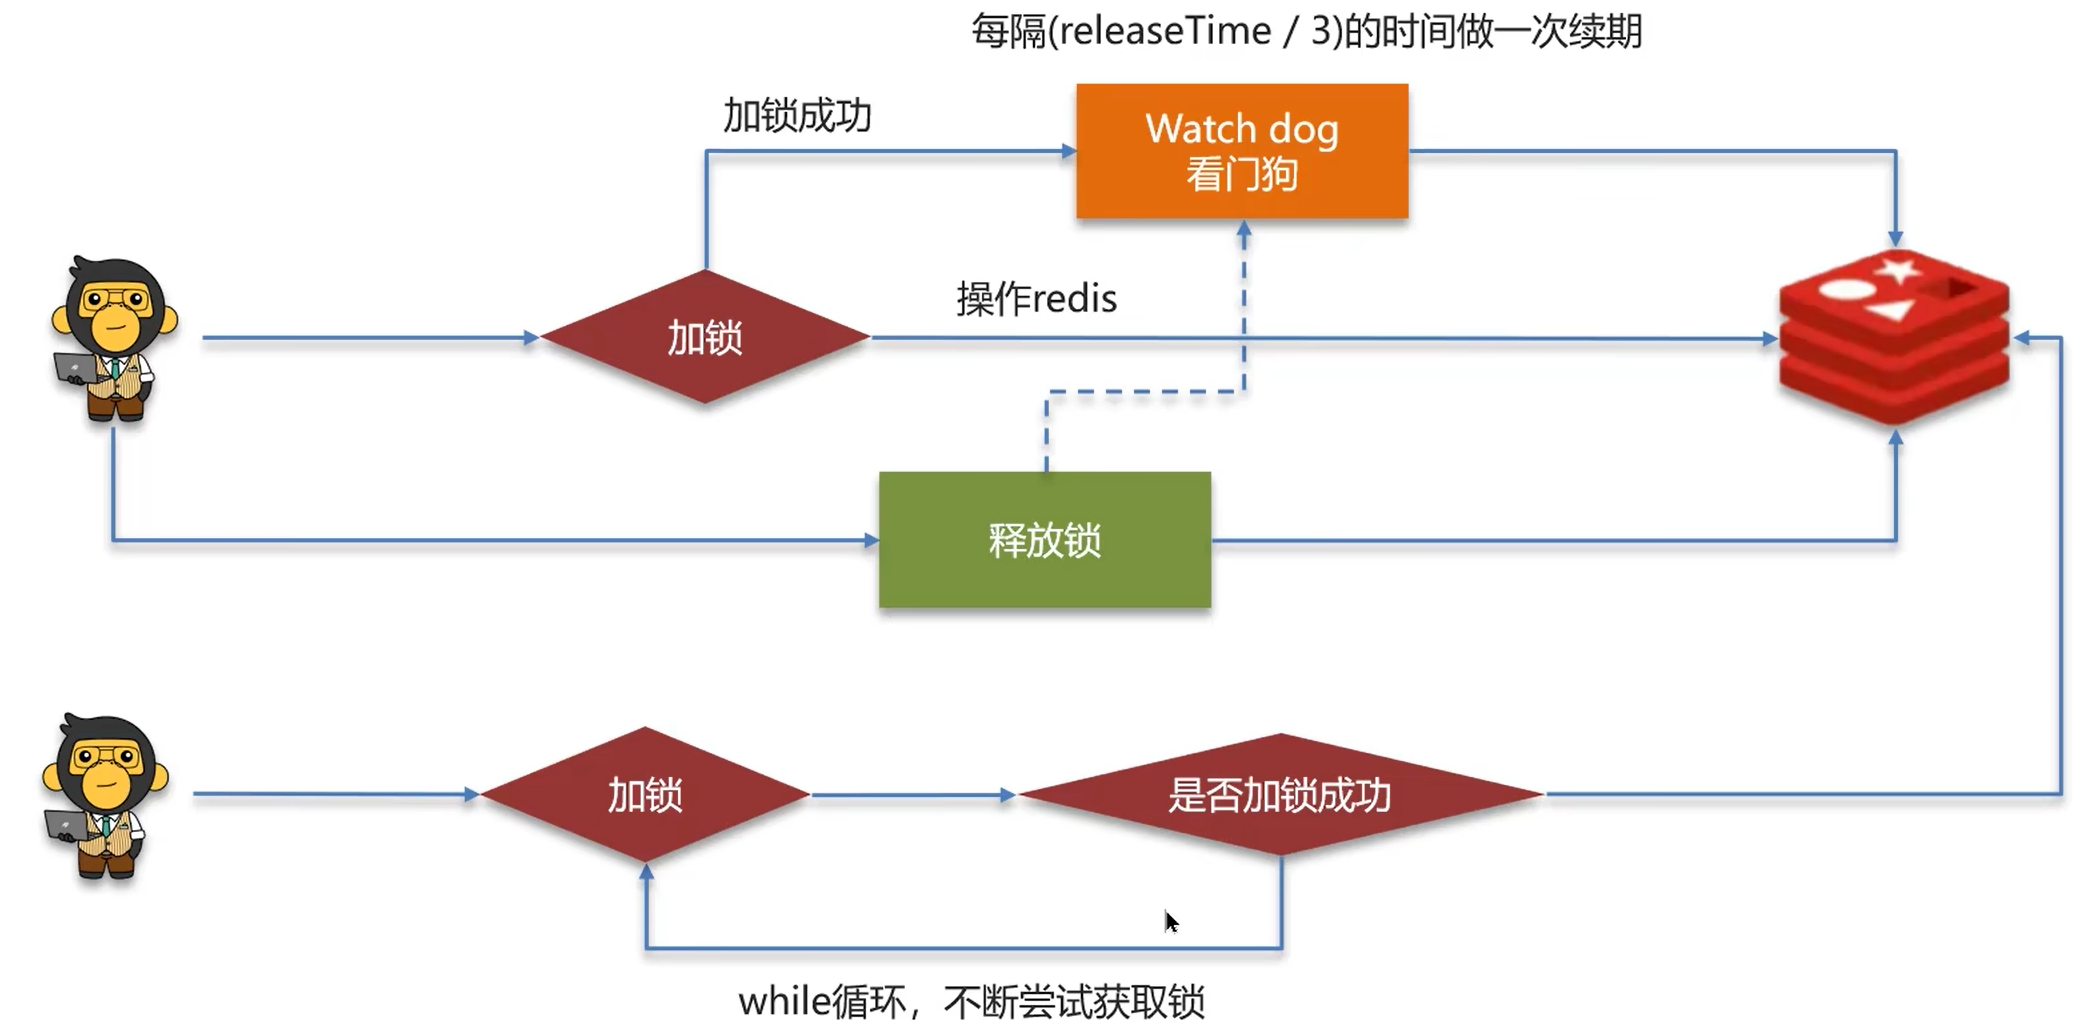 每隔(releaseTime / 3)的时间做一次续期
加锁成功
Watch dog
看门狗
操作redis
加锁
释放锁
加锁
是否加锁成功
while循环，不断尝试获取锁